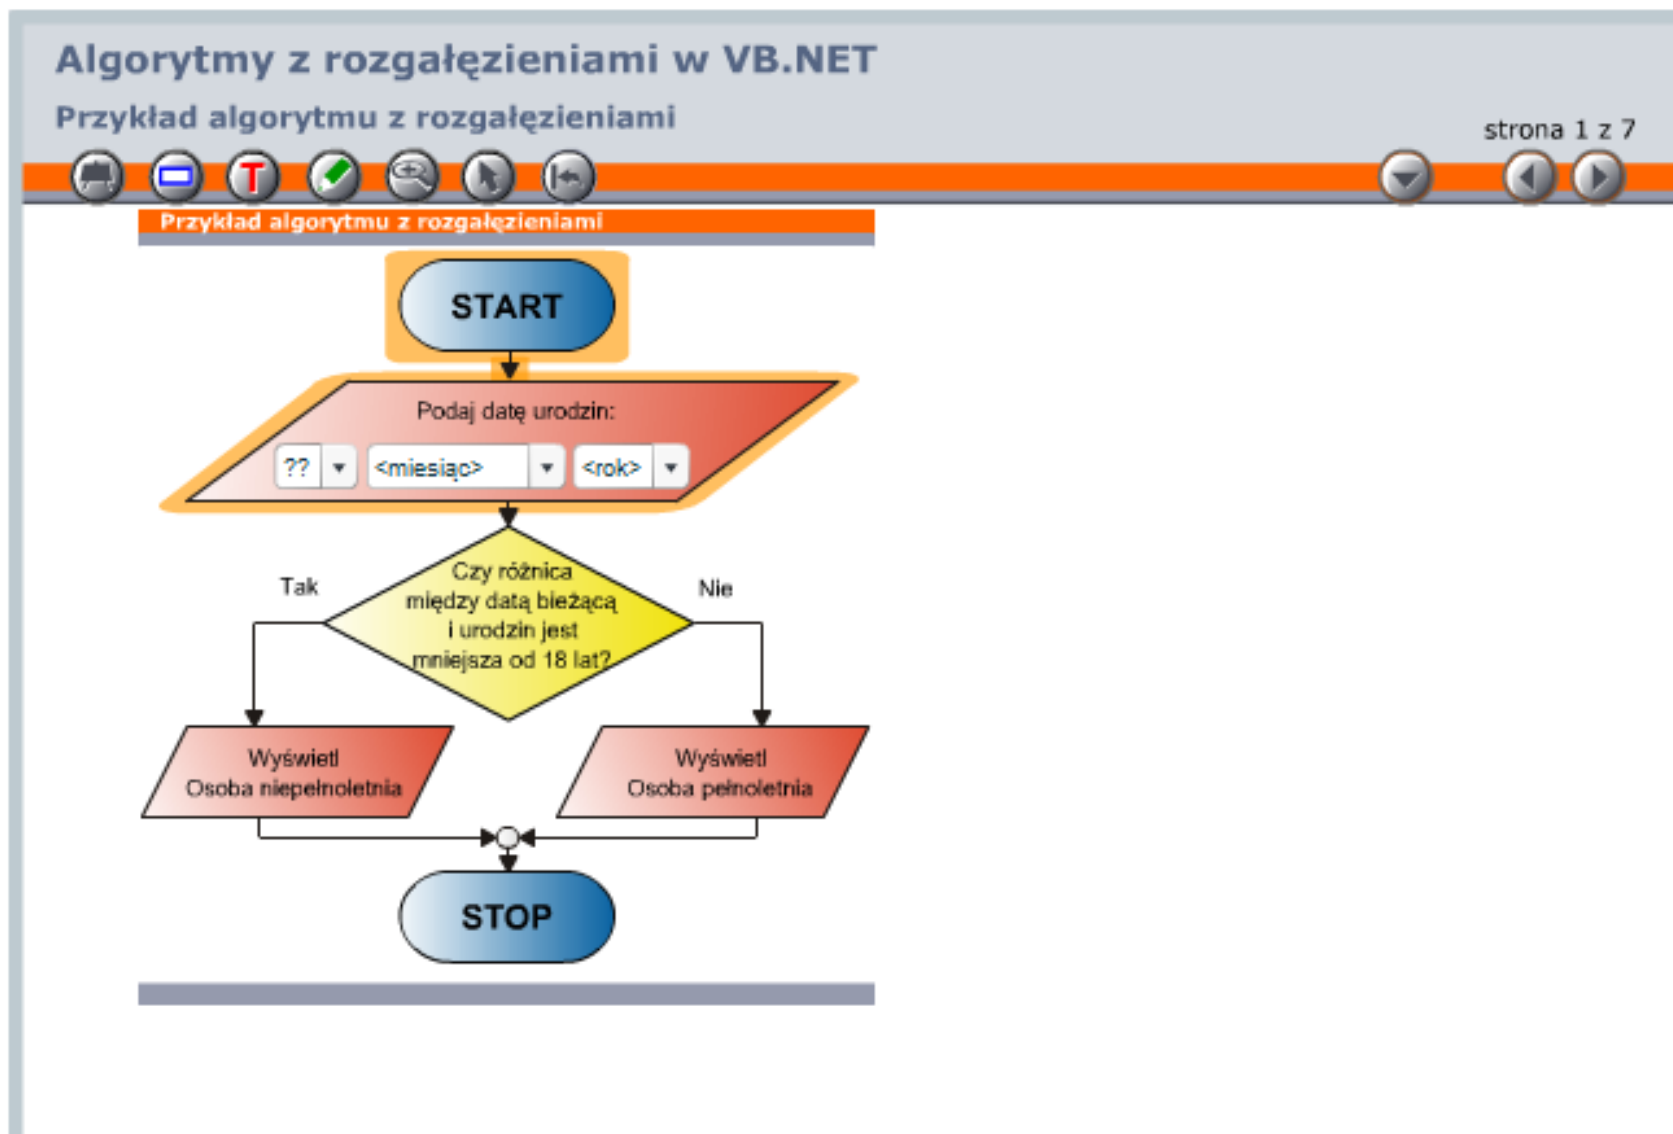 Algorytmy z rozgałęzieniami w VB.NET
Przykład algorytmu z rozgałęzieniami
strona 1 z 7
T
Przykład algorytmu z rozgałęzieniami
START
Podaj datę urodzin:
?? <miesiąc> <rok>
Tak
Nie
Czy różnica
między datą bieżącą
i urodzin jest
mniejsza od 18 lat?
Wyświetl
Osoba niepełnoletnia
Wyświetl
Osoba pełnoletnia
STOP